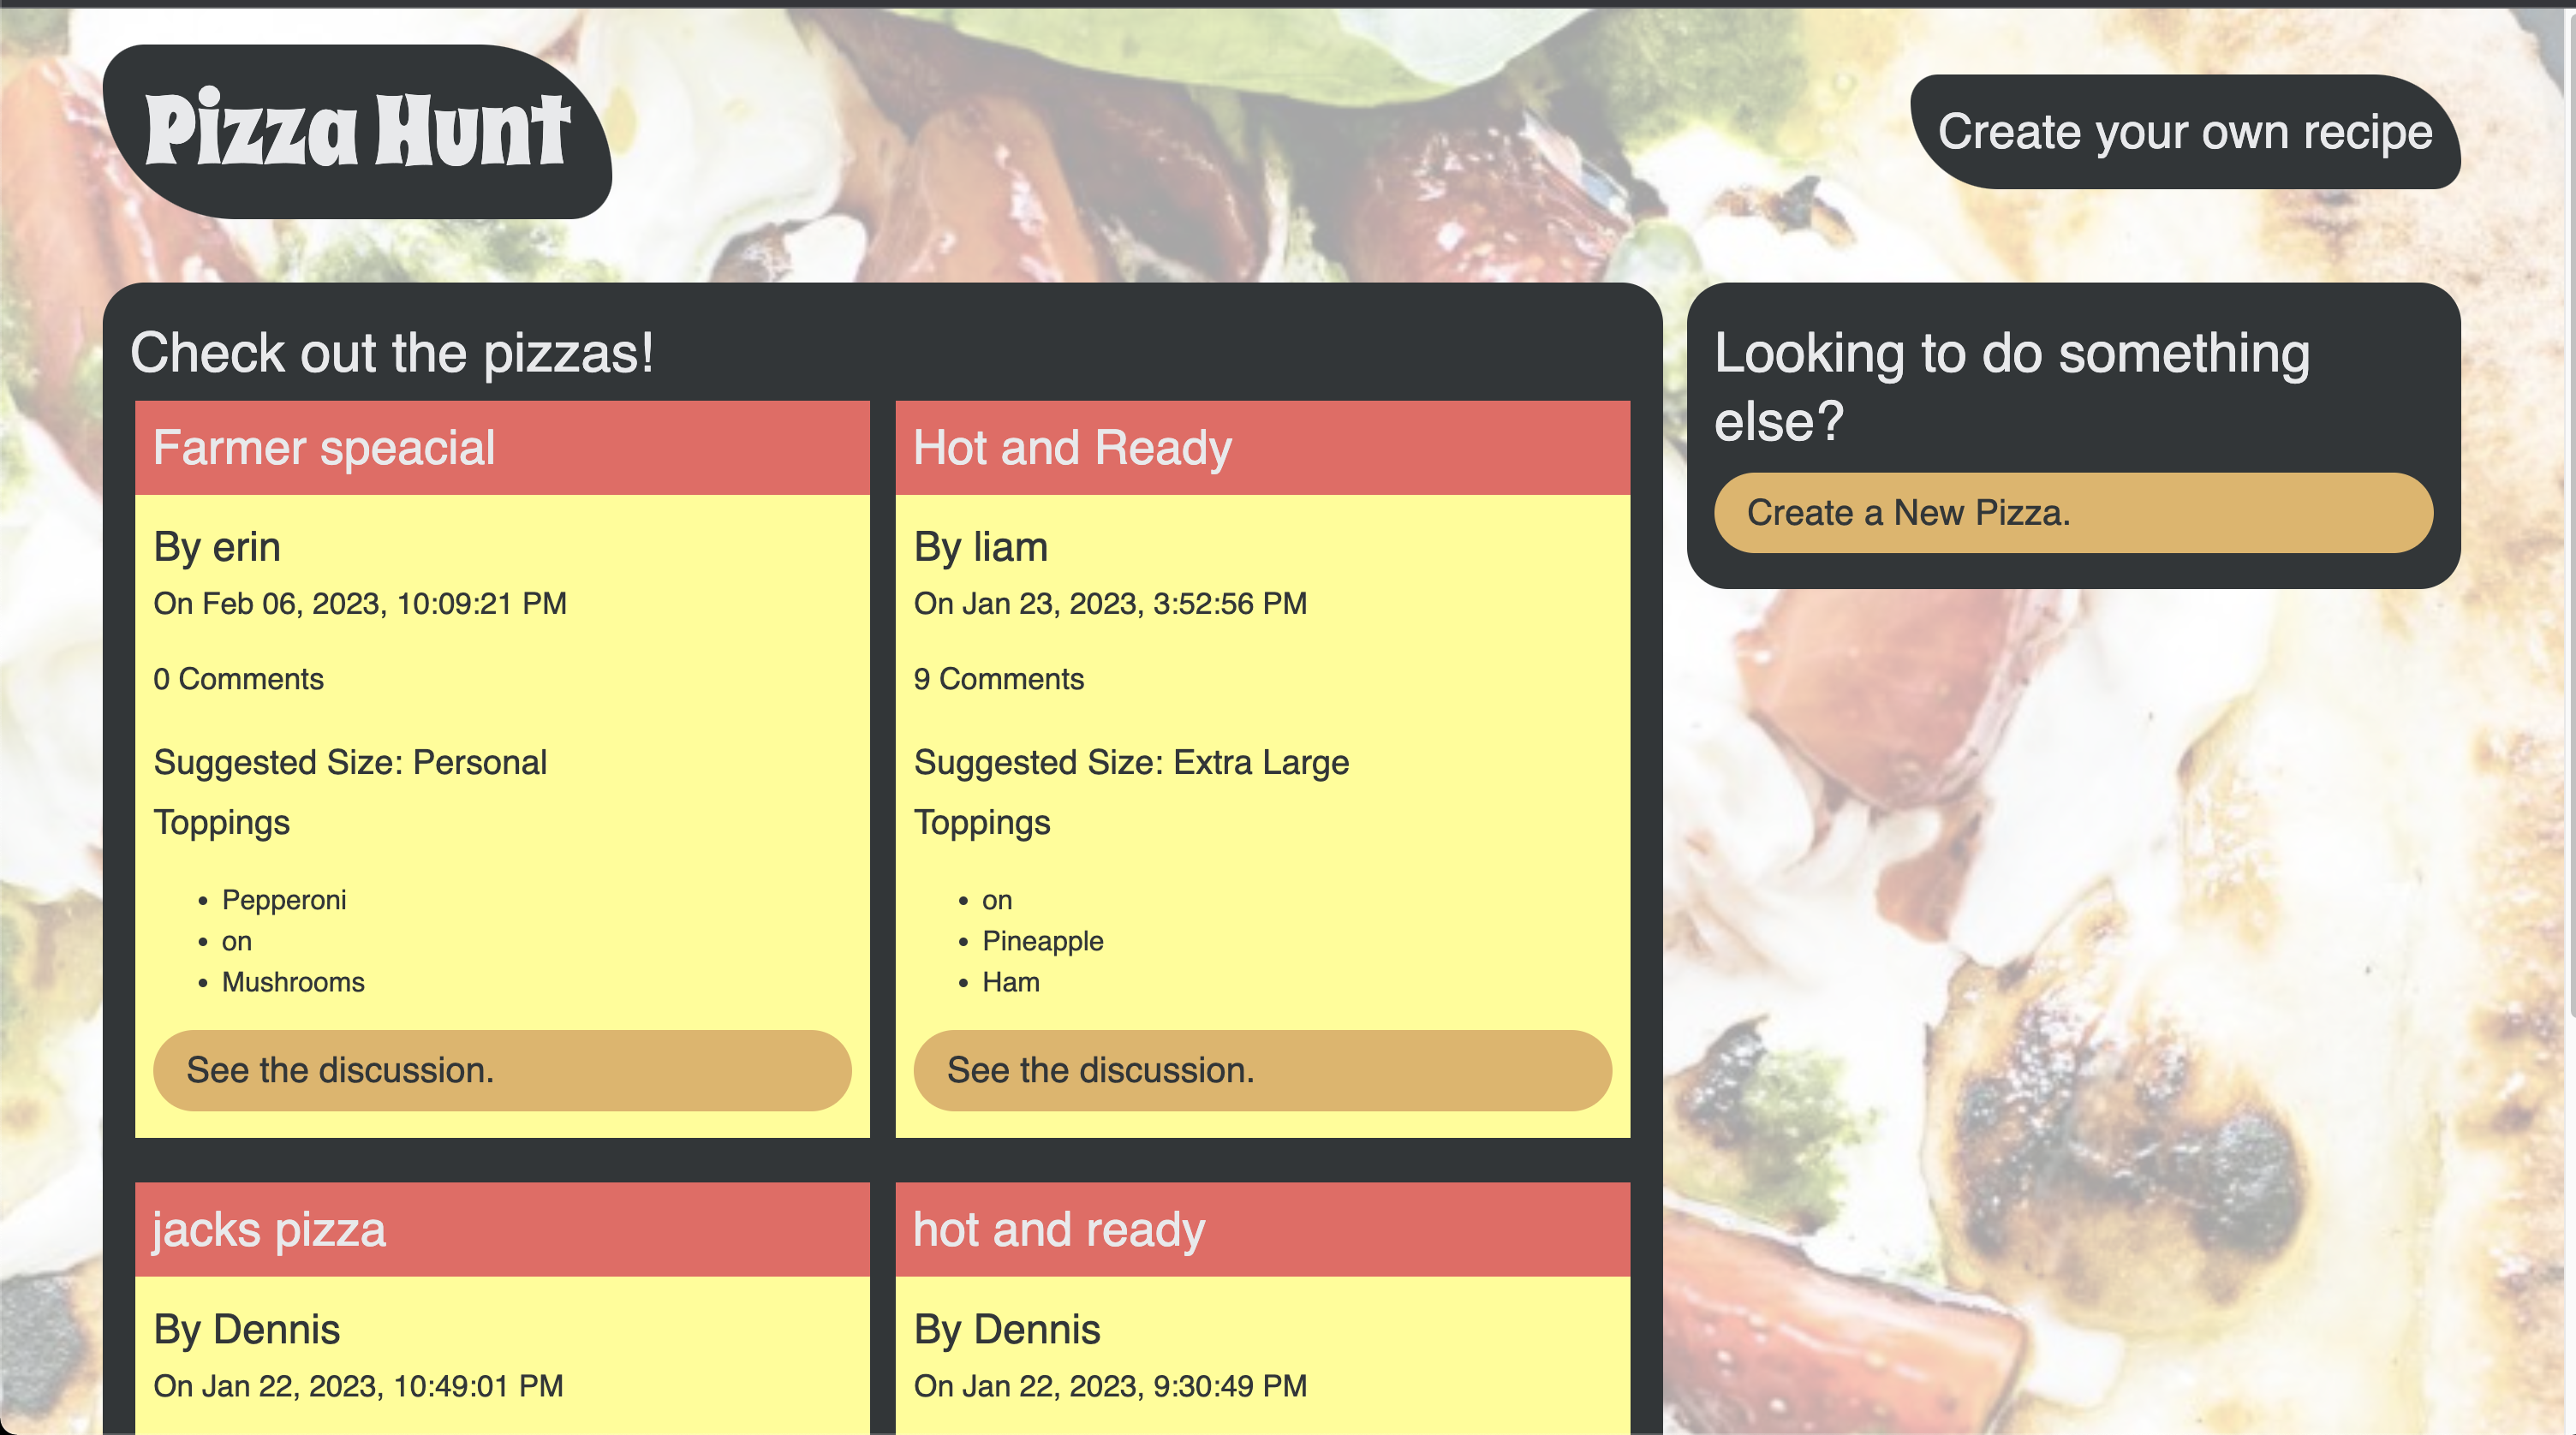 Pizza Hunt
Create your own recipe
Check out the pizzas!
Farmer speacial
By erin
On Feb 06, 2023, 10:09:21 PM
0 Comments
Suggested Size: Personal
Toppings
• Pepperoni
• on
• Mushrooms
See the discussion.
Hot and Ready
By liam
On Jan 23, 2023, 3:52:56 PM
9 Comments
Suggested Size: Extra Large
Toppings
• on
• Pineapple
• Ham
See the discussion.
jacks pizza
By Dennis
On Jan 22, 2023, 10:49:01 PM
hot and ready
By Dennis
On Jan 22, 2023, 9:30:49 PM
Looking to do something
else?
Create a New Pizza.